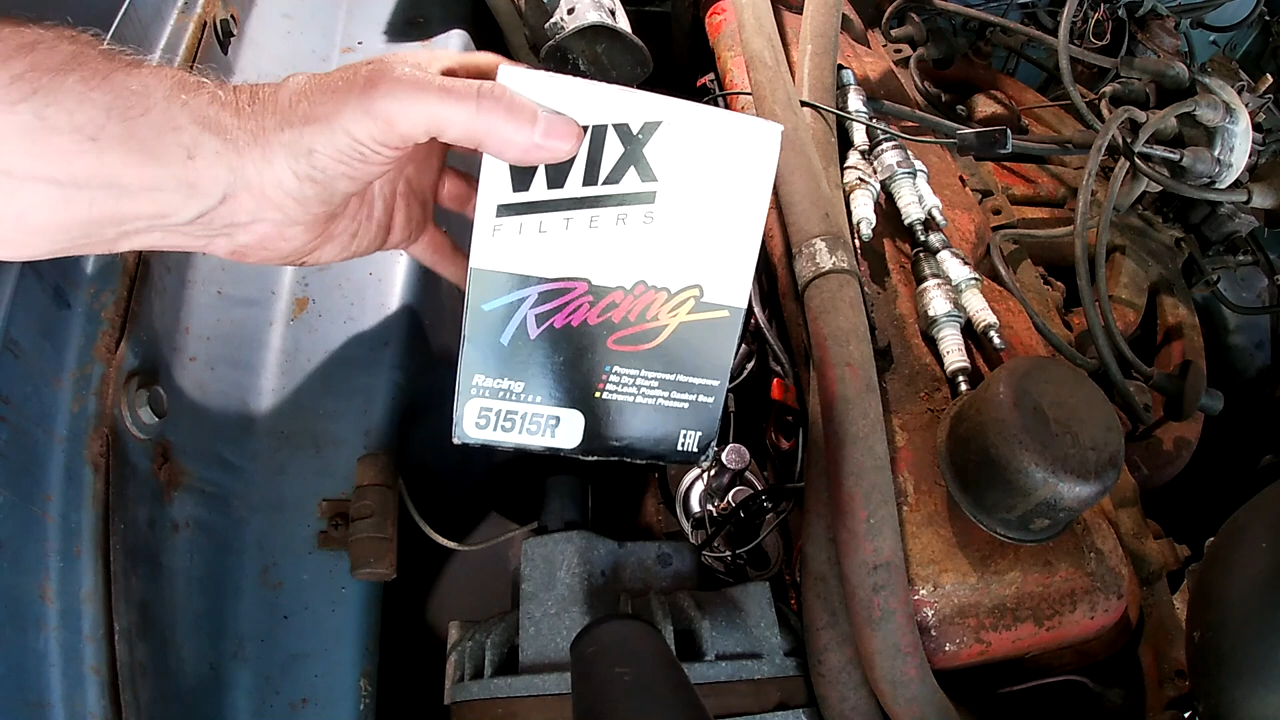 WIX
FILTERS
Racing
Proven Improved Horsepower
No Dry Starts
No-Leak, Positive Gasket Seal
Extreme Burst Pressure
Racing
OIL FILTER
51515R
EAC